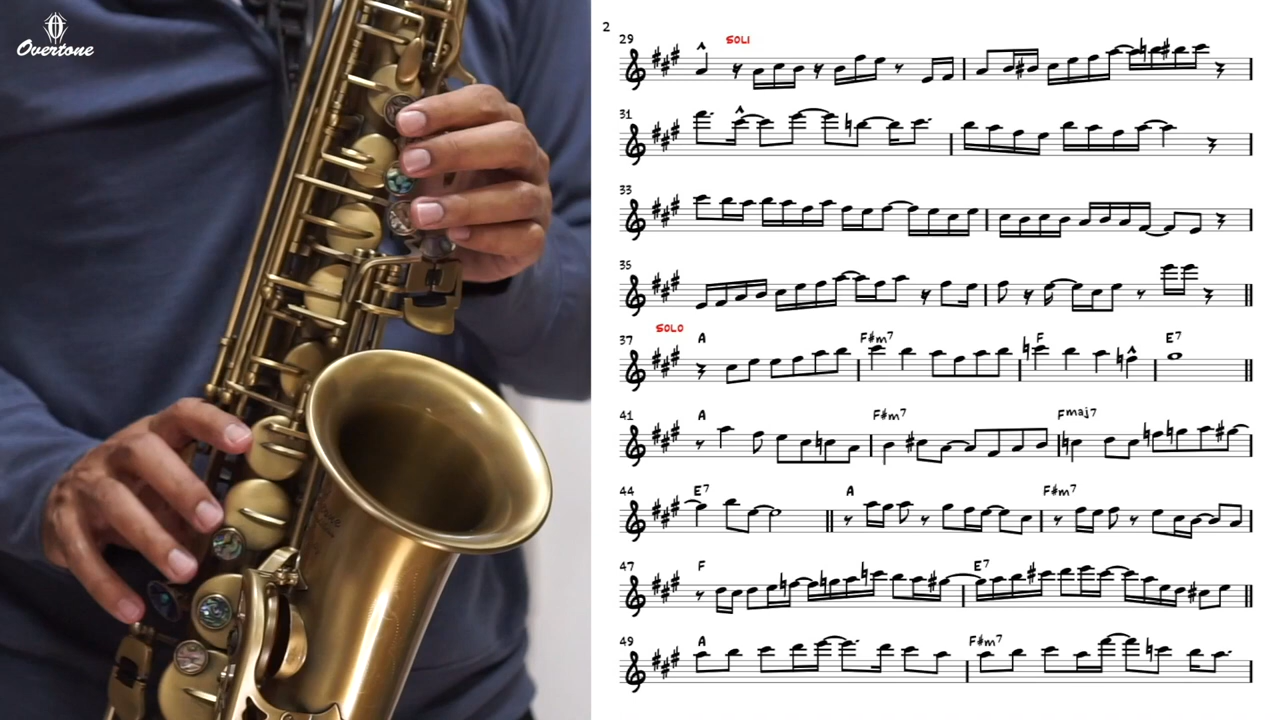 Overtone
2
29 SOLI
31
33
35
SOLO
37 A F#m7 F E7
41 A F#m7 Fmaj7
44 E7 A F#m7
47 F E7
49 A F#m7